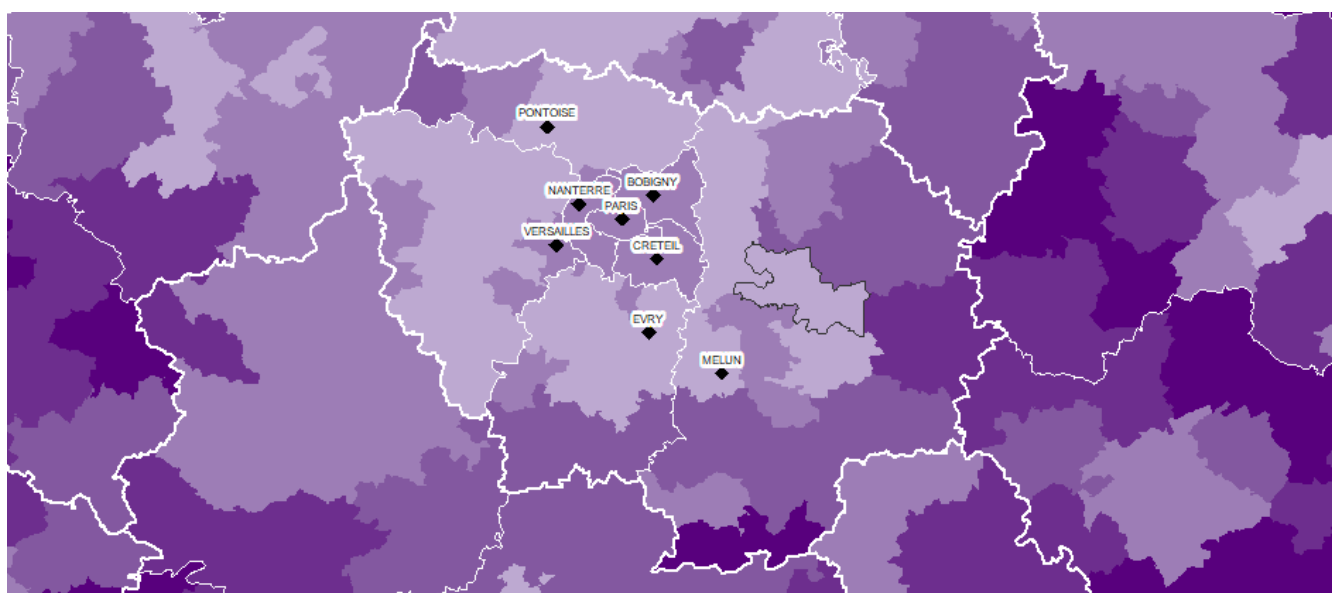 PONTOISE
BOBIGNY
NANTERRE
PARIS
VERSAILLES
CRETEIL
EVRY
MELUN